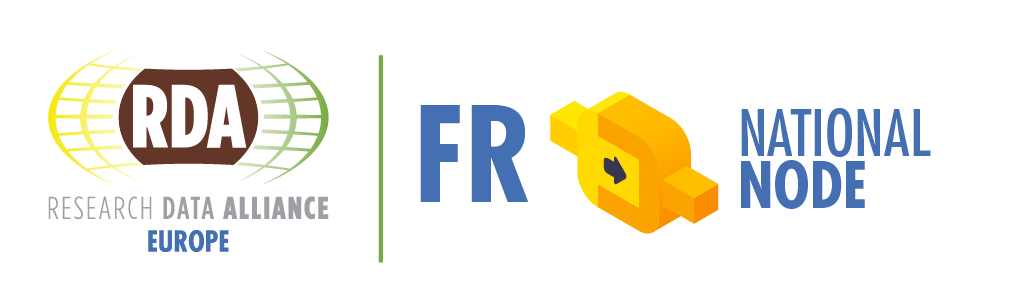 RDA
RESEARCH DATA ALLIANCE
EUROPE
FR
NATIONAL
NODE